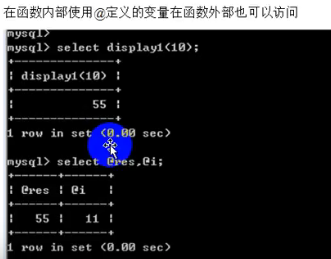 在函数内部使用@定义的变量在函数外部也可以访问
mysql>
mysql> select display1(10);
+--------------+
| display1(10) |
+--------------+
|           55 |
+--------------+
1 row in set (0.00 sec)
mysql> select @res,@i;
+------+------+
| @res | @i   |
+------+------+
|   55 |   11 |
+------+------+
1 row in set (0.00 sec)